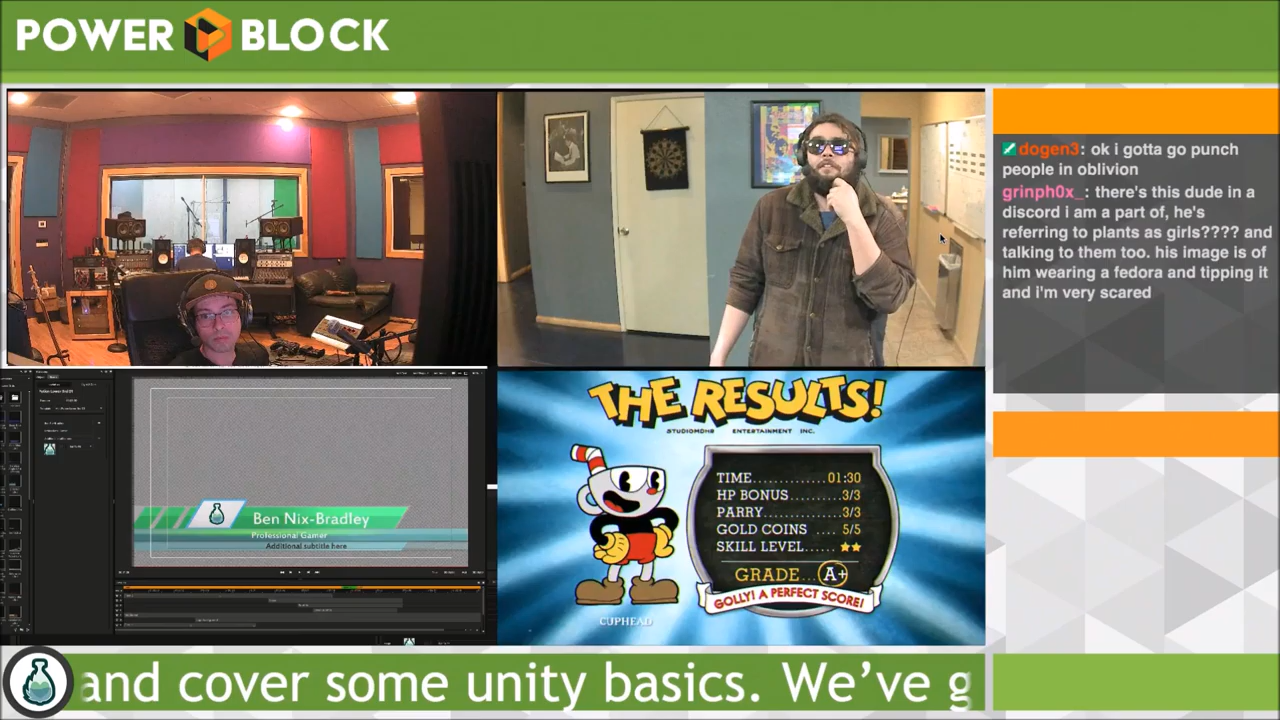 POWER BLOCK
dogen3: ok i gotta go punch
people in oblivion
grinph0x_: there's this dude in a
discord i am a part of, he's
referring to plants as girls???? and
talking to them too. his image is of
him wearing a fedora and tipping it
and i'm very scared
Ben Nix-Bradley
Professional Gamer
Additional subtitle here
THE RESULTS!
STUDIOMDHR ENTERTAINMENT INC.
TIME............. 01:30
HP BONUS......... 3/3
PARRY............. 3/3
GOLD COINS .... 5/5
SKILL LEVEL......
GRADE... A+
GOLLY! A PERFECT SCORE!
CUPHEAD
and cover some unity basics. We’ve g